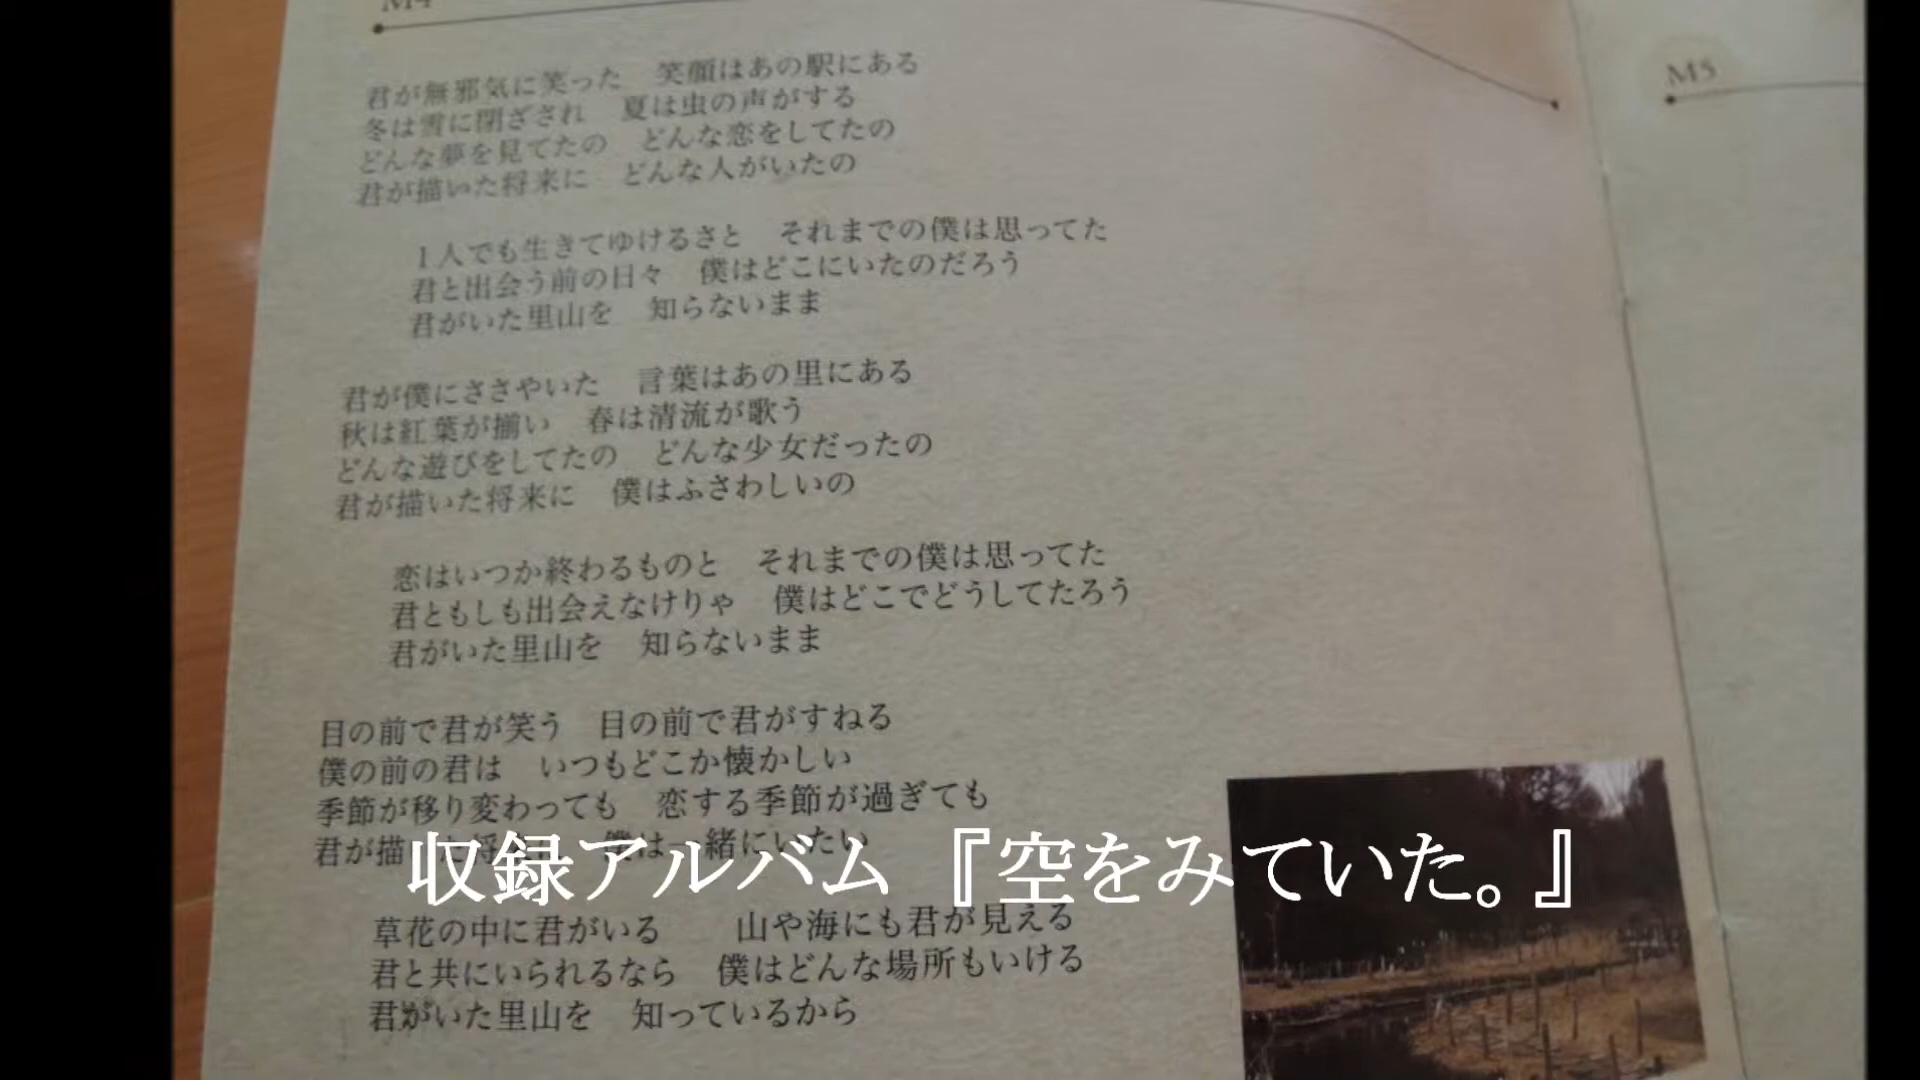 M4
M5
君が無邪気に笑った　笑顔はあの駅にある
冬は雪に閉ざされ　夏は虫の声がする
どんな夢を見てたの　どんな恋をしてたの
君が描いた将来に　どんな人がいたの
1人でも生きてゆけるさと　それまでの僕は思ってた
君と出会う前の日々　僕はどこにいたのだろう
君がいた里山を　知らないまま
君が僕にささやいた　言葉はあの里にある
秋は紅葉が揃い　春は清流が歌う
どんな遊びをしてたの　どんな少女だったの
君が描いた将来に　僕はふさわしいの
恋はいつか終わるものと　それまでの僕は思ってた
君ともしも出会えなけりゃ　僕はどこでどうしてたろう
君がいた里山を　知らないまま
目の前で君が笑う　目の前で君がすねる
僕の前の君は　いつもどこか懐かしい
季節が移り変わっても　恋する季節が過ぎても
君が描いた将　僕は一緒にいたい
収録アルバム『空をみていた。』
草花の中に君がいる　山や海にも君が見える
君と共にいられるなら　僕はどんな場所もいける
君がいた里山を　知っているから